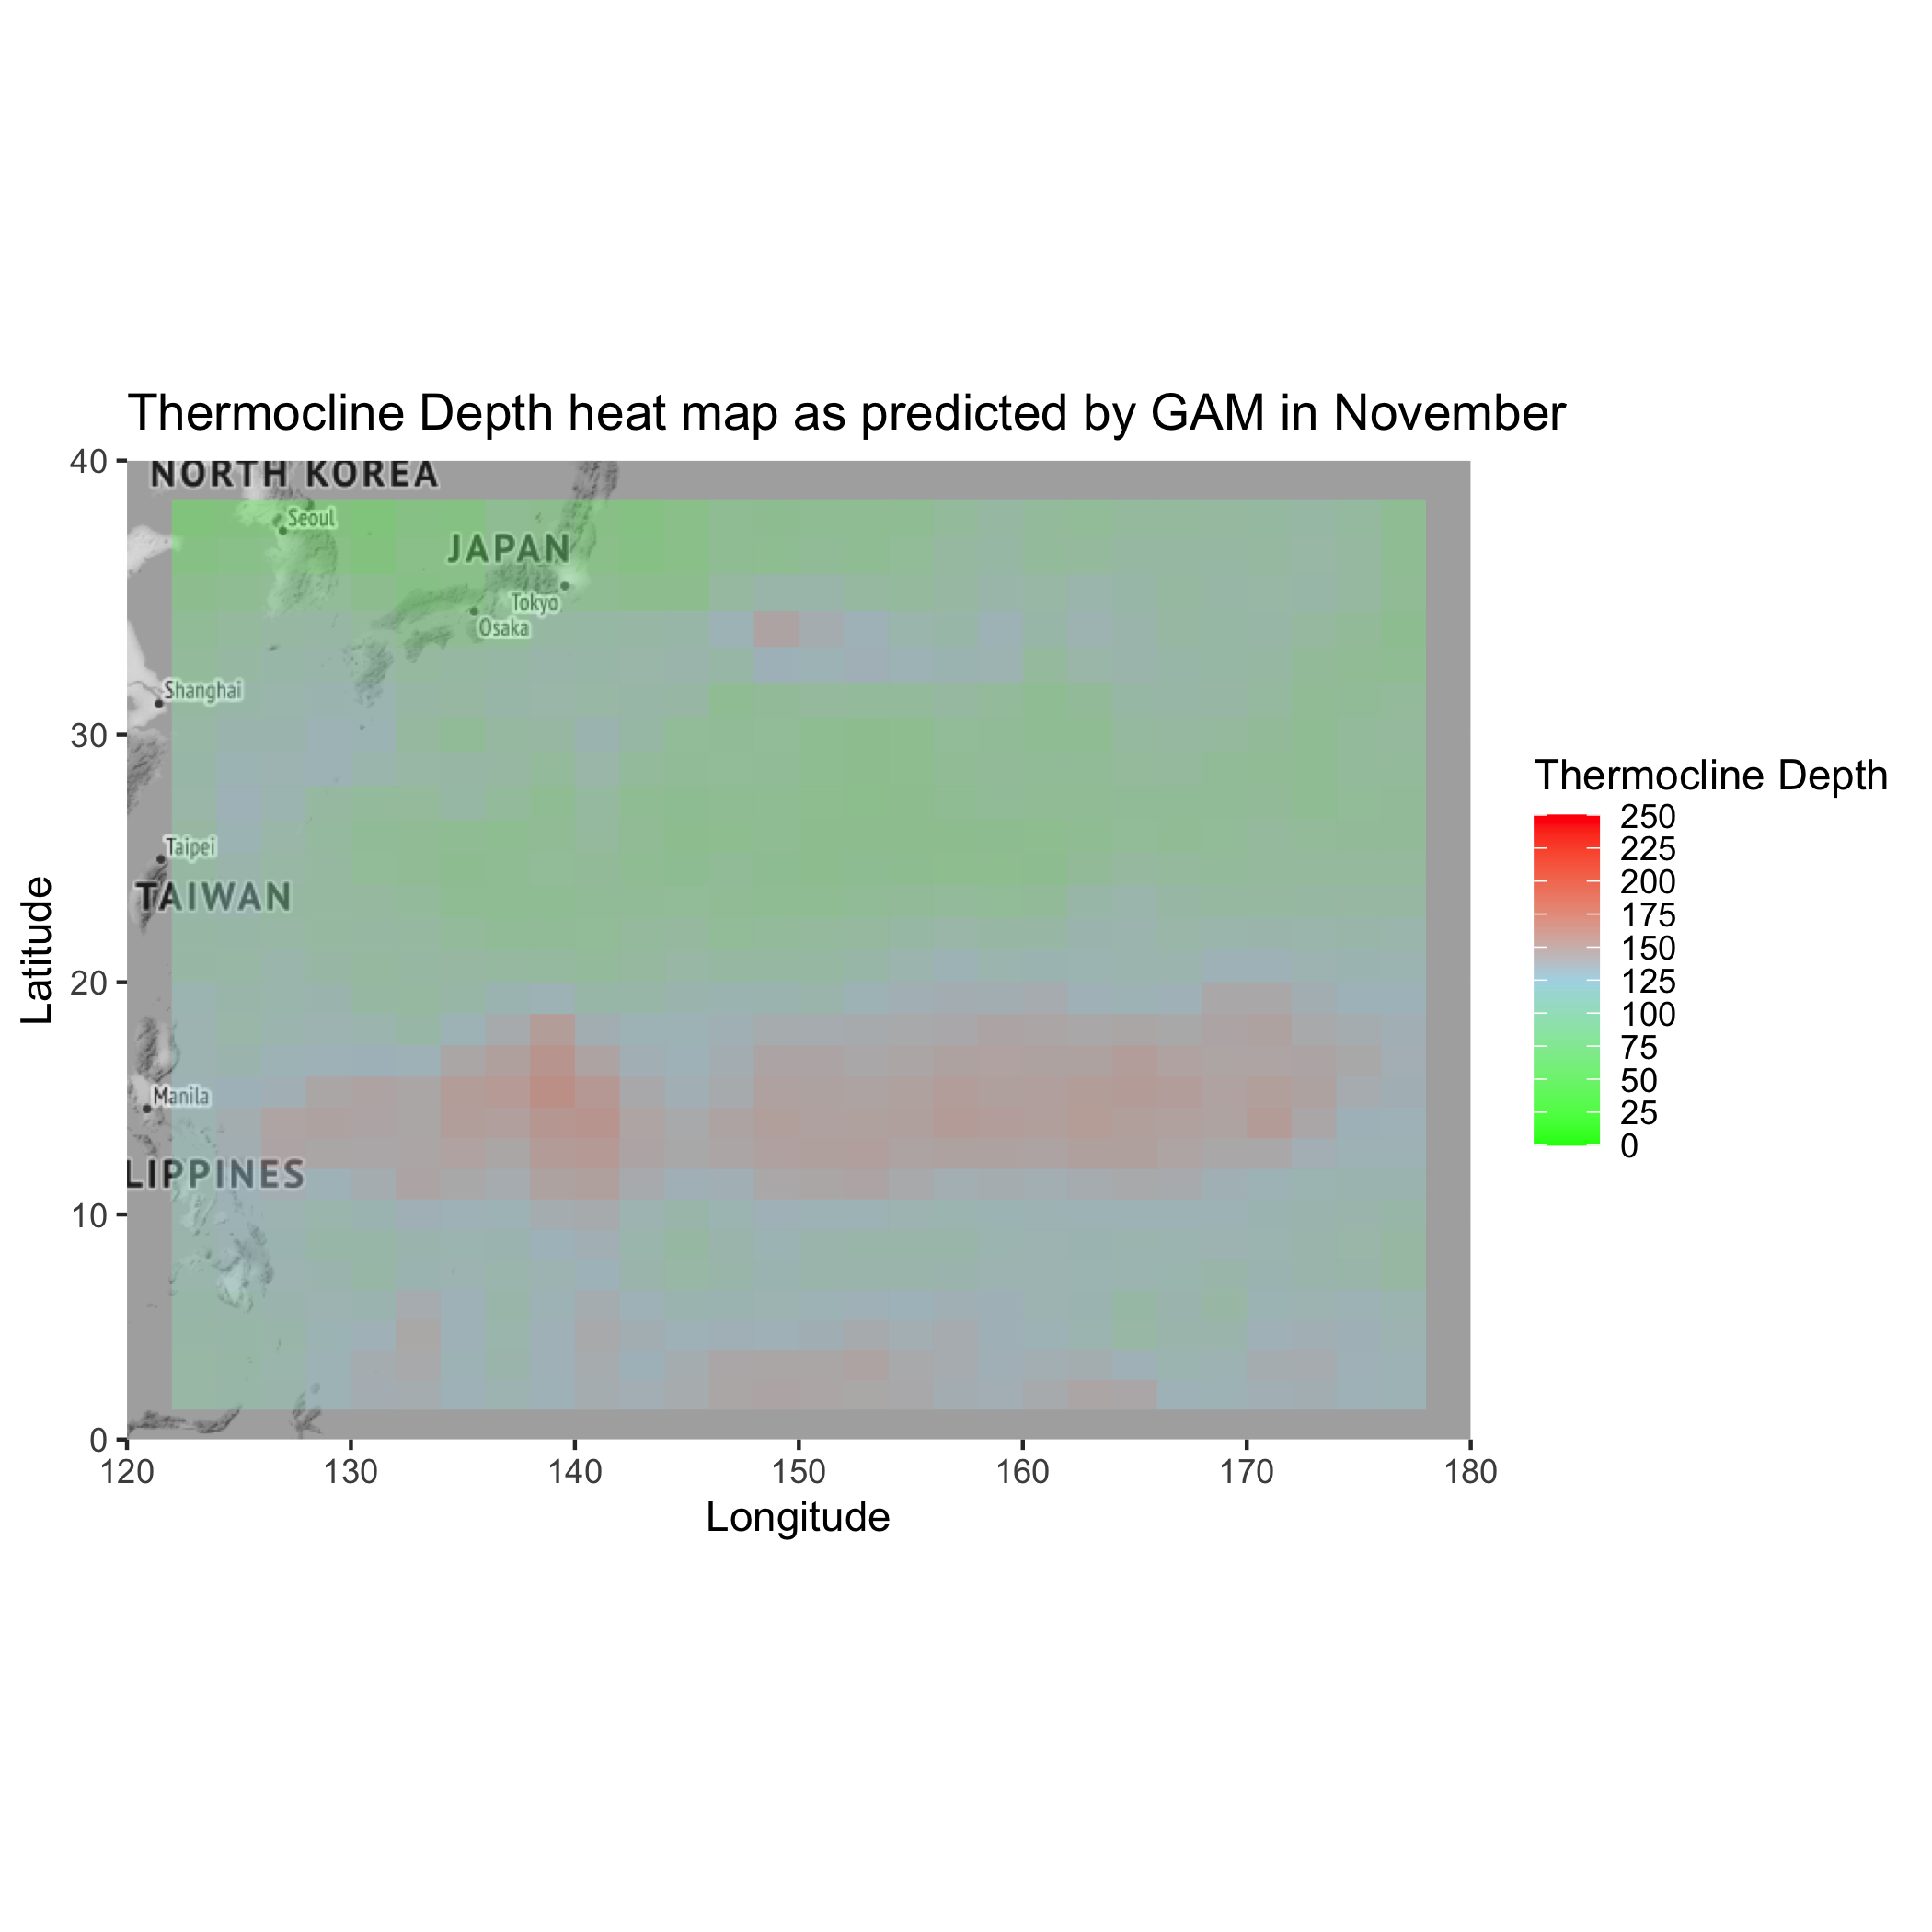 Thermocline Depth heat map as predicted by GAM in November
40
NORTH KOREA
Seoul
JAPAN
Tokyo
Osaka
Shanghai
30
Taipei
TAIWAN
20
Manila
LIPPINES
10
0
120 130 140 150 160 170 180
Longitude
Latitude
Thermocline Depth
250
225
200
175
150
125
100
75
50
25
0